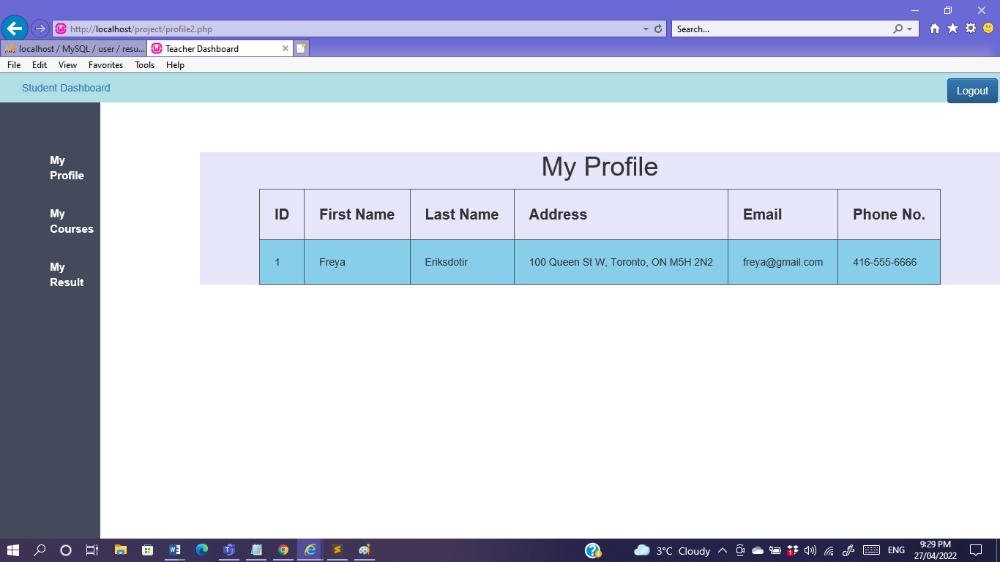 http://localhost/project/profile2.php
Search...
PMA localhost / MySQL / user / resu...
Teacher Dashboard
File Edit View Favorites Tools Help
Student Dashboard
Logout
My Profile
My
Profile
My
Courses
My
Result
ID First Name Last Name Address Email Phone No.
1 Freya Eriksdotir 100 Queen St W, Toronto, ON M5H 2N2 freya@gmail.com 416-555-6666
3°C Cloudy
ENG
9:29 PM
27/04/2022